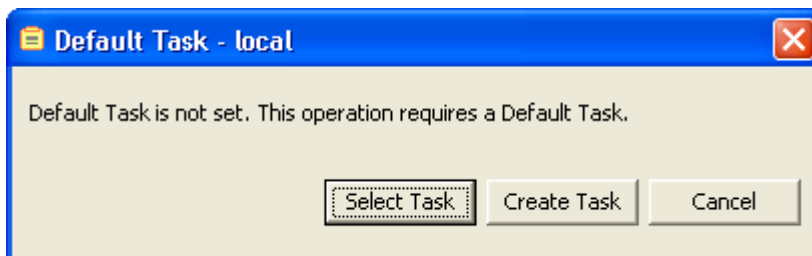 Default Task - local
Default Task is not set. This operation requires a Default Task.
Select Task Create Task Cancel